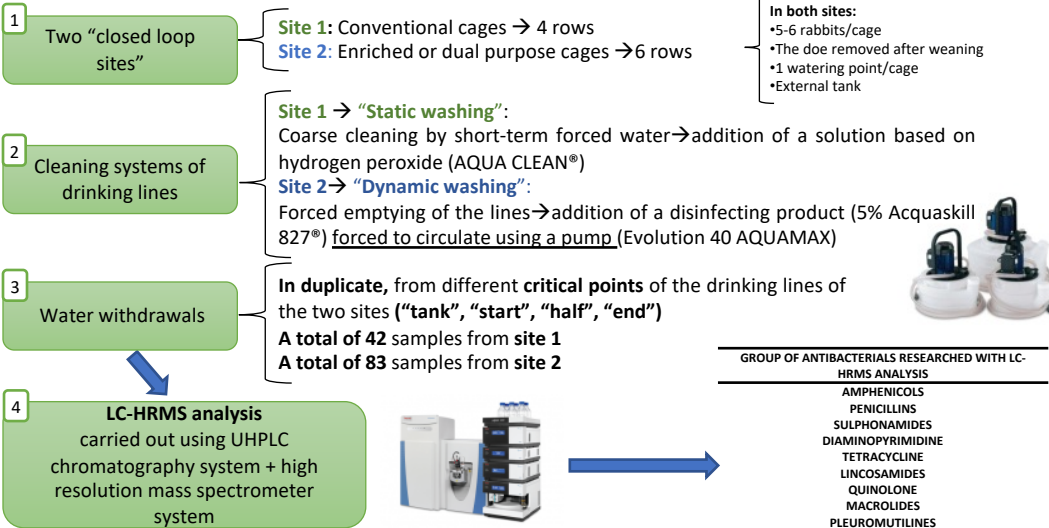 1
Two “closed loop
sites”
Site 1: Conventional cages → 4 rows
Site 2: Enriched or dual purpose cages →6 rows
In both sites:
•5-6 rabbits/cage
•The doe removed after weaning
•1 watering point/cage
•External tank
2
Cleaning systems of
drinking lines
Site 1 → “Static washing”:
Coarse cleaning by short-term forced water→addition of a solution based on
hydrogen peroxide (AQUA CLEAN®)
Site 2→ “Dynamic washing”:
Forced emptying of the lines→addition of a disinfecting product (5% Acquaskill
827®) forced to circulate using a pump (Evolution 40 AQUAMAX)
3
Water withdrawals
In duplicate, from different critical points of the drinking lines of
the two sites (“tank”, “start”, “half”, “end”)
A total of 42 samples from site 1
A total of 83 samples from site 2
4
LC-HRMS analysis
carried out using UHPLC
chromatography system + high
resolution mass spectrometer
system
GROUP OF ANTIBACTERIALS RESEARCHED WITH LC-
HRMS ANALYSIS
AMPHENICOLS
PENICILLINS
SULPHONAMIDES
DIAMINOPYRIMIDINE
TETRACYCLINE
LINCOSAMIDES
QUINOLONE
MACROLIDES
PLEUROMUTILINES